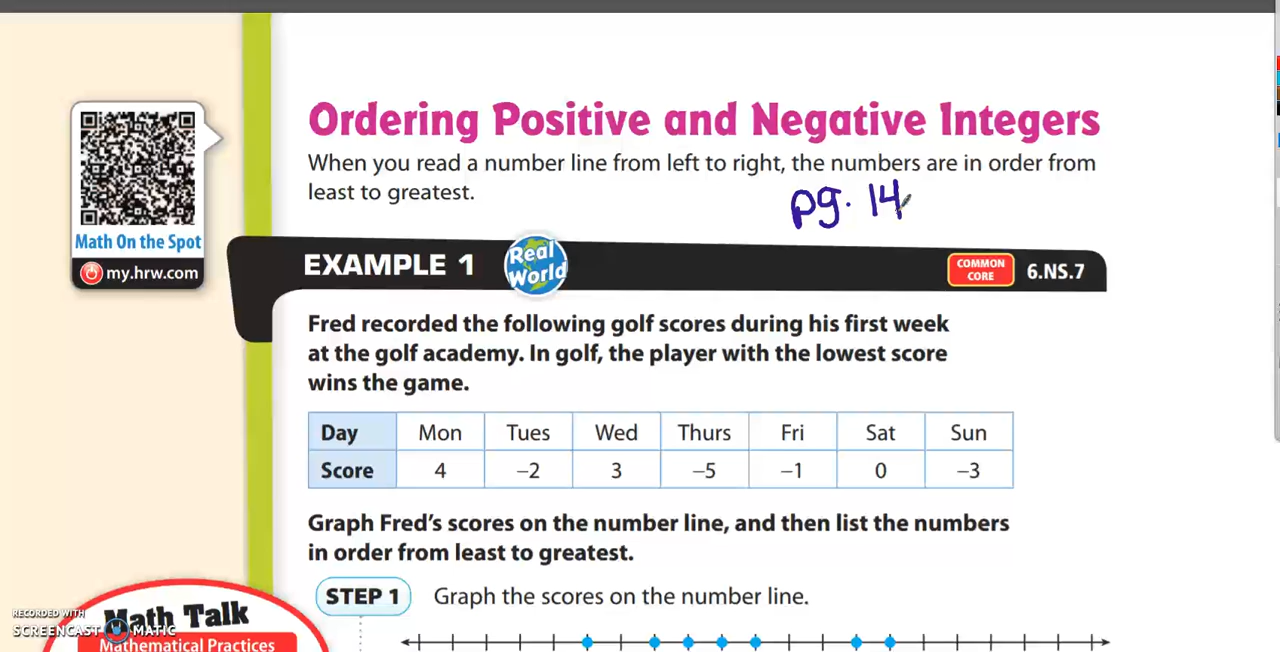 Ordering Positive and Negative Integers
When you read a number line from left to right, the numbers are in order from
least to greatest.
pg. 14
Math On the Spot
my.hrw.com
EXAMPLE 1
Real
World
COMMON
CORE
6.NS.7
Fred recorded the following golf scores during his first week
at the golf academy. In golf, the player with the lowest score
wins the game.
Day Mon Tues Wed Thurs Fri Sat Sun
Score 4 −2 3 −5 −1 0 −3
Graph Fred's scores on the number line, and then list the numbers
in order from least to greatest.
STEP 1 Graph the scores on the number line.
Math Talk
Mathematical Practices
RECORDED WITH
SCREENCAST MATIC